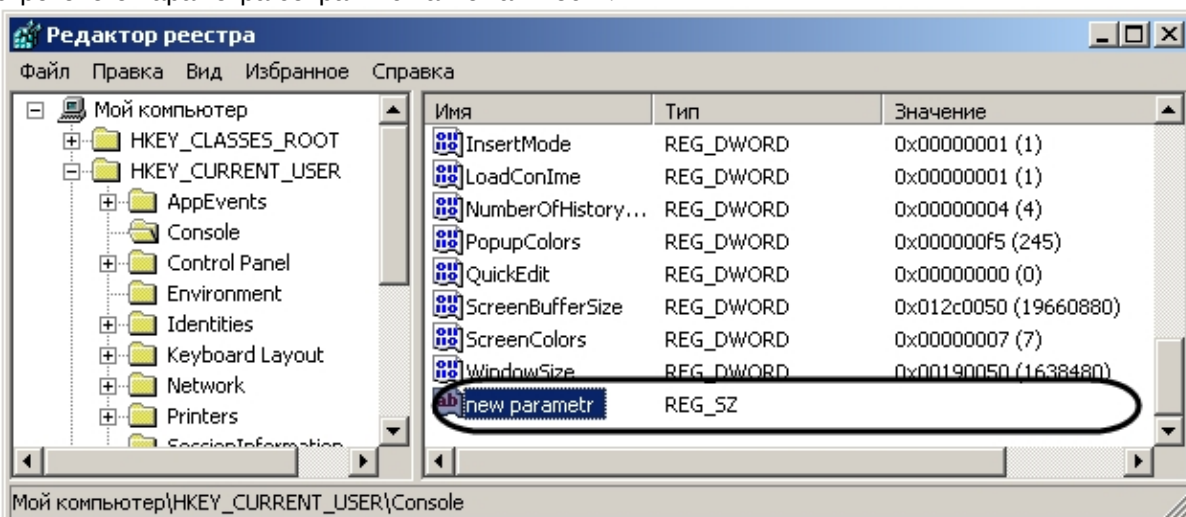 Редактор реестра
Файл Правка Вид Избранное Справка
Мой компьютер
HKEY_CLASSES_ROOT
HKEY_CURRENT_USER
AppEvents
Console
Control Panel
Environment
Identities
Keyboard Layout
Network
Printers
SessionInformation
Имя Тип Значение
InsertMode REG_DWORD 0x00000001 (1)
LoadConIme REG_DWORD 0x00000001 (1)
NumberOfHistory... REG_DWORD 0x00000004 (4)
PopupColors REG_DWORD 0x000000f5 (245)
QuickEdit REG_DWORD 0x00000000 (0)
ScreenBufferSize REG_DWORD 0x012c0050 (19660880)
ScreenColors REG_DWORD 0x00000007 (7)
WindowSize REG_DWORD 0x00190050 (1638480)
new parametr REG_SZ
Мой компьютер\HKEY_CURRENT_USER\Console